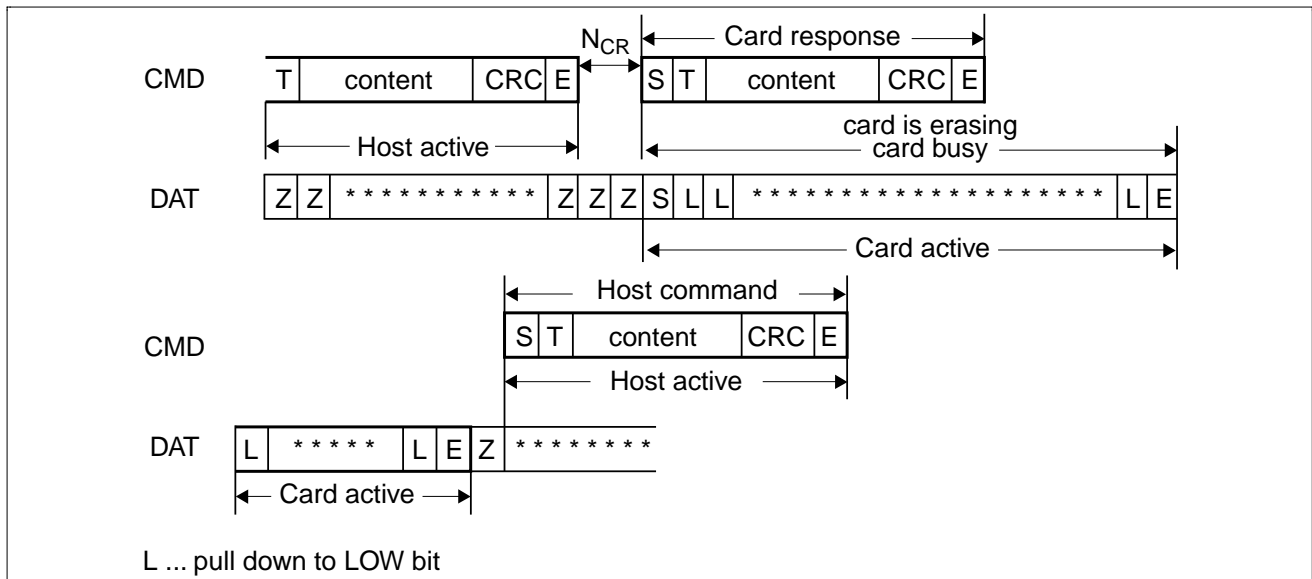 N_CR Card response
CMD T content CRC E S T content CRC E
Host active card is erasing
card busy
DAT Z Z * * * * * * * * * * * Z Z Z S L L * * * * * * * * * * * * * * * * * * * L E
Card active
Host command
CMD S T content CRC E
Host active
DAT L * * * * * L E Z * * * * * * * *
Card active
L ... pull down to LOW bit